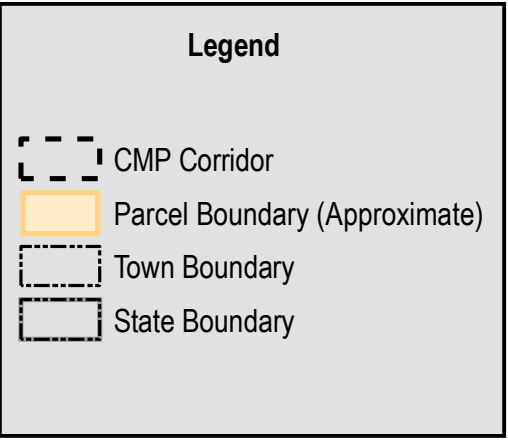 Legend
CMP Corridor
Parcel Boundary (Approximate)
Town Boundary
State Boundary